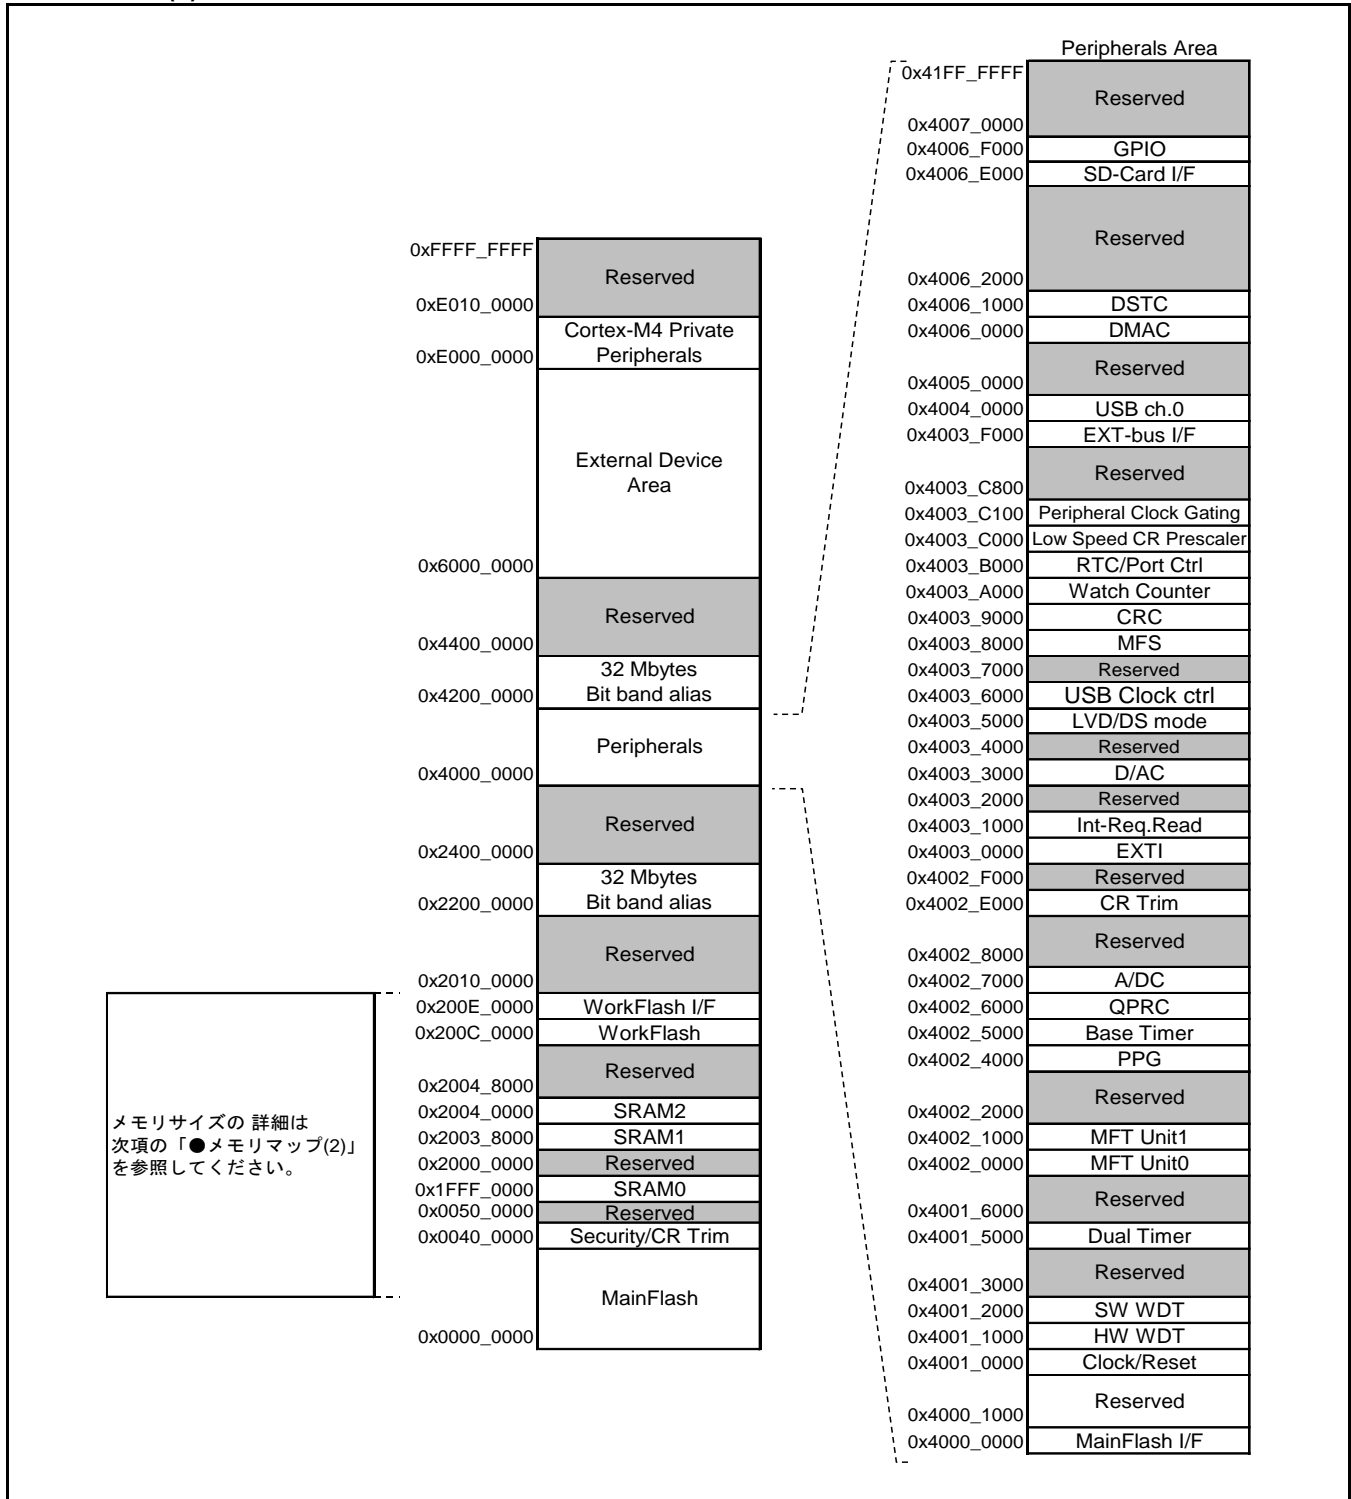 0xFFFF_FFFF
Reserved
0xE010_0000
Cortex-M4 Private
Peripherals
0xE000_0000
External Device
Area
0x6000_0000
Reserved
0x4400_0000
32 Mbytes
Bit band alias
0x4200_0000
Peripherals
0x4000_0000
Reserved
0x2400_0000
32 Mbytes
Bit band alias
0x2200_0000
Reserved
0x2010_0000
0x200E_0000 WorkFlash I/F
0x200C_0000 WorkFlash
Reserved
0x2004_8000
0x2004_0000 SRAM2
0x2003_8000 SRAM1
0x2000_0000 Reserved
0x1FFF_0000 SRAM0
0x0050_0000 Reserved
0x0040_0000 Security/CR Trim
MainFlash
0x0000_0000
メモリサイズの 詳細は
次項の「●メモリマップ(2)」
を参照してください。
Peripherals Area
0x41FF_FFFF
Reserved
0x4007_0000
0x4006_F000 GPIO
0x4006_E000 SD-Card I/F
Reserved
0x4006_2000
0x4006_1000 DSTC
0x4006_0000 DMAC
Reserved
0x4005_0000
0x4004_0000 USB ch.0
0x4003_F000 EXT-bus I/F
Reserved
0x4003_C800
0x4003_C100 Peripheral Clock Gating
0x4003_C000 Low Speed CR Prescaler
0x4003_B000 RTC/Port Ctrl
0x4003_A000 Watch Counter
0x4003_9000 CRC
0x4003_8000 MFS
0x4003_7000 Reserved
0x4003_6000 USB Clock ctrl
0x4003_5000 LVD/DS mode
0x4003_4000 Reserved
0x4003_3000 D/AC
0x4003_2000 Reserved
0x4003_1000 Int-Req.Read
0x4003_0000 EXTI
0x4002_F000 Reserved
0x4002_E000 CR Trim
Reserved
0x4002_8000
0x4002_7000 A/DC
0x4002_6000 QPRC
0x4002_5000 Base Timer
0x4002_4000 PPG
Reserved
0x4002_2000
0x4002_1000 MFT Unit1
0x4002_0000 MFT Unit0
Reserved
0x4001_6000
0x4001_5000 Dual Timer
Reserved
0x4001_3000
0x4001_2000 SW WDT
0x4001_1000 HW WDT
0x4001_0000 Clock/Reset
Reserved
0x4000_1000
0x4000_0000 MainFlash I/F